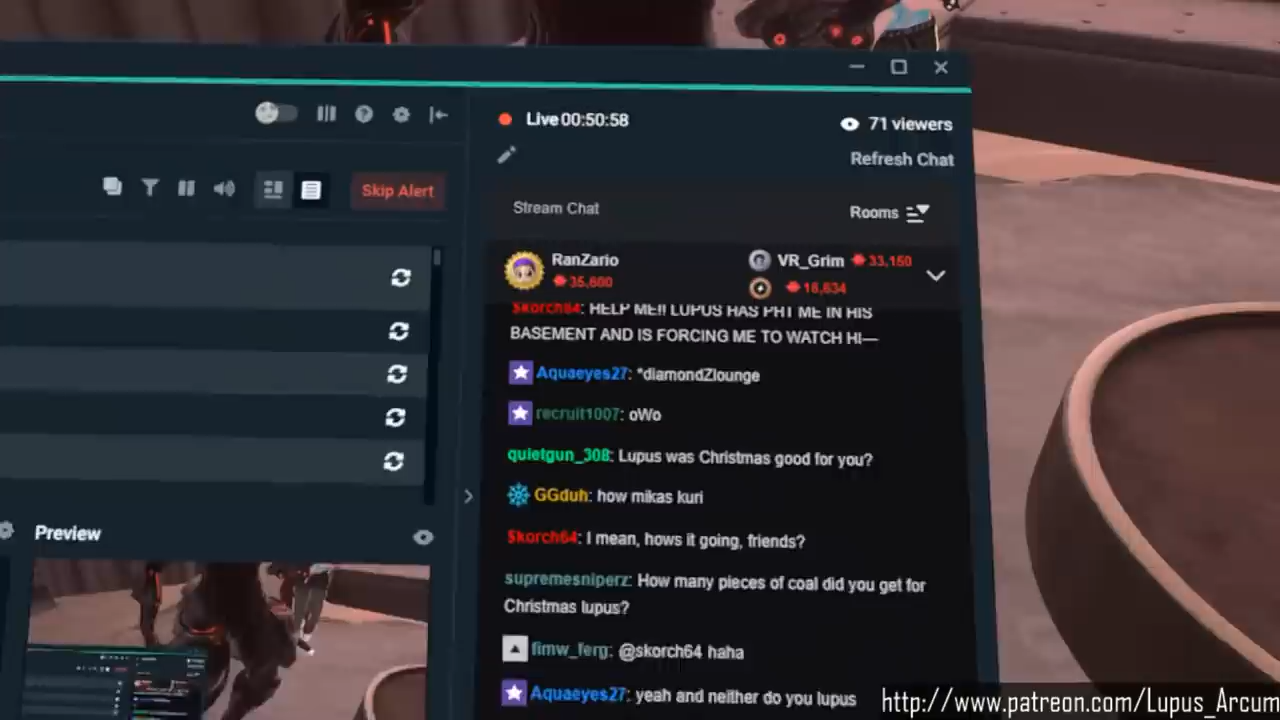 Live 00:50:58
71 viewers
Refresh Chat
Skip Alert
Stream Chat
Rooms
RanZario
35,600
VR_Grim 33,150
16,634
$korch64: HELP ME!! LUPUS HAS PHT ME IN HIS
BASEMENT AND IS FORCING ME TO WATCH HI—
Aquaeyes27: *diamondZlounge
recruit1007: oWo
quietgun_308: Lupus was Christmas good for you?
GGduh: how mikas kuri
$korch64: I mean, hows it going, friends?
supremesniperz: How many pieces of coal did you get for
Christmas lupus?
fimw_ferg: @skorch64 haha
Aquaeyes27: yeah and neither do you lupus
Preview
http://www.patreon.com/Lupus_Arcum